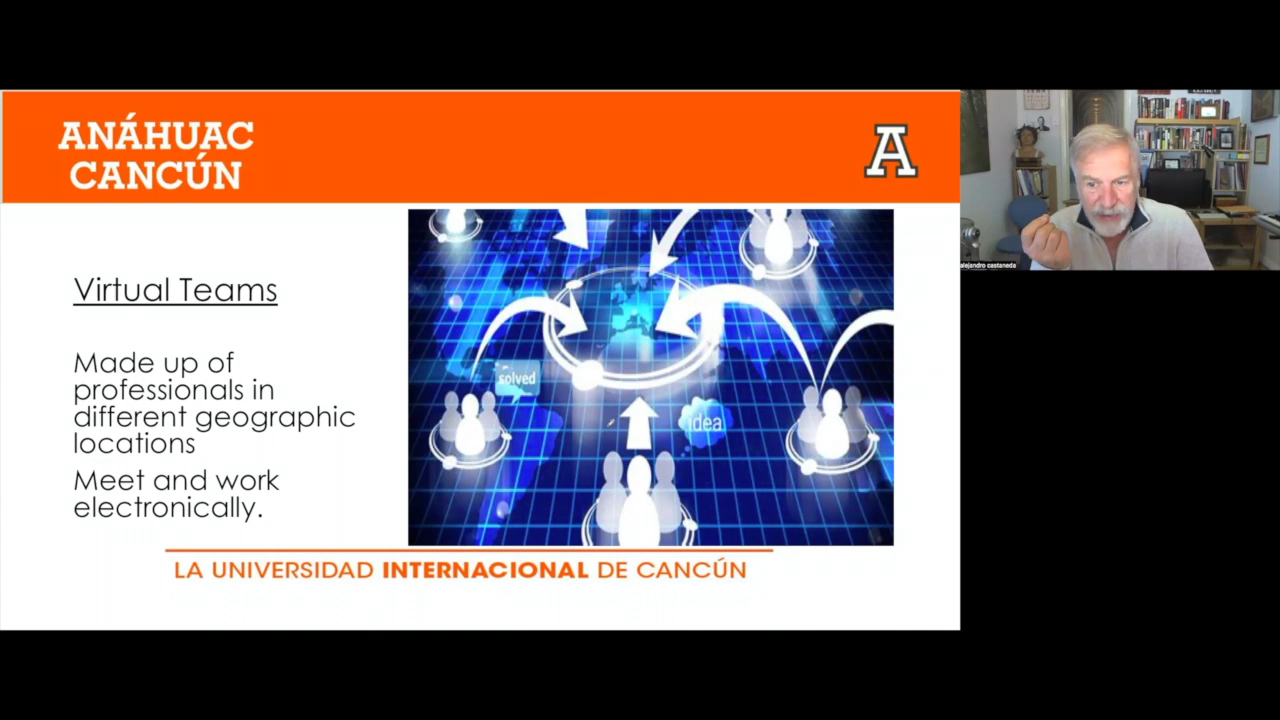 ANÁHUAC
CANCÚN
A
Virtual Teams
Made up of
professionals in
different geographic
locations
Meet and work
electronically.
solved
idea
LA UNIVERSIDAD INTERNACIONAL DE CANCÚN
alejandro castaneda